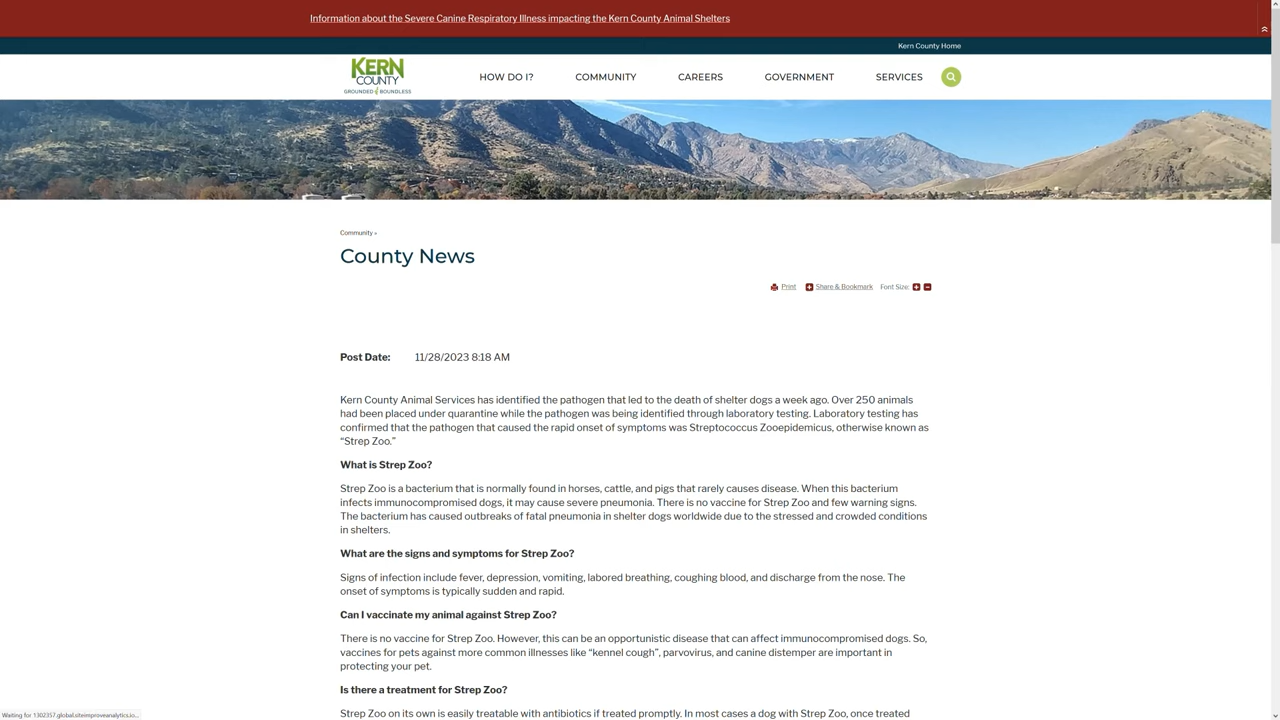 Information about the Severe Canine Respiratory Illness impacting the Kern County Animal Shelters
Kern County Home
KERN
COUNTY
GROUNDED BOUNDLESS
HOW DO I?
COMMUNITY
CAREERS
GOVERNMENT
SERVICES
Community »
County News
Print
Share & Bookmark
Font Size:
Post Date: 11/28/2023 8:18 AM
Kern County Animal Services has identified the pathogen that led to the death of shelter dogs a week ago. Over 250 animals
had been placed under quarantine while the pathogen was being identified through laboratory testing. Laboratory testing has
confirmed that the pathogen that caused the rapid onset of symptoms was Streptococcus Zooepidemicus, otherwise known as
“Strep Zoo.”
What is Strep Zoo?
Strep Zoo is a bacterium that is normally found in horses, cattle, and pigs that rarely causes disease. When this bacterium
infects immunocompromised dogs, it may cause severe pneumonia. There is no vaccine for Strep Zoo and few warning signs.
The bacterium has caused outbreaks of fatal pneumonia in shelter dogs worldwide due to the stressed and crowded conditions
in shelters.
What are the signs and symptoms for Strep Zoo?
Signs of infection include fever, depression, vomiting, labored breathing, coughing blood, and discharge from the nose. The
onset of symptoms is typically sudden and rapid.
Can I vaccinate my animal against Strep Zoo?
There is no vaccine for Strep Zoo. However, this can be an opportunistic disease that can affect immunocompromised dogs. So,
vaccines for pets against more common illnesses like “kennel cough”, parvovirus, and canine distemper are important in
protecting your pet.
Is there a treatment for Strep Zoo?
Strep Zoo on its own is easily treatable with antibiotics if treated promptly. In most cases a dog with Strep Zoo, once treated
Waiting for 1302357.global.siteimproveanalytics.io...